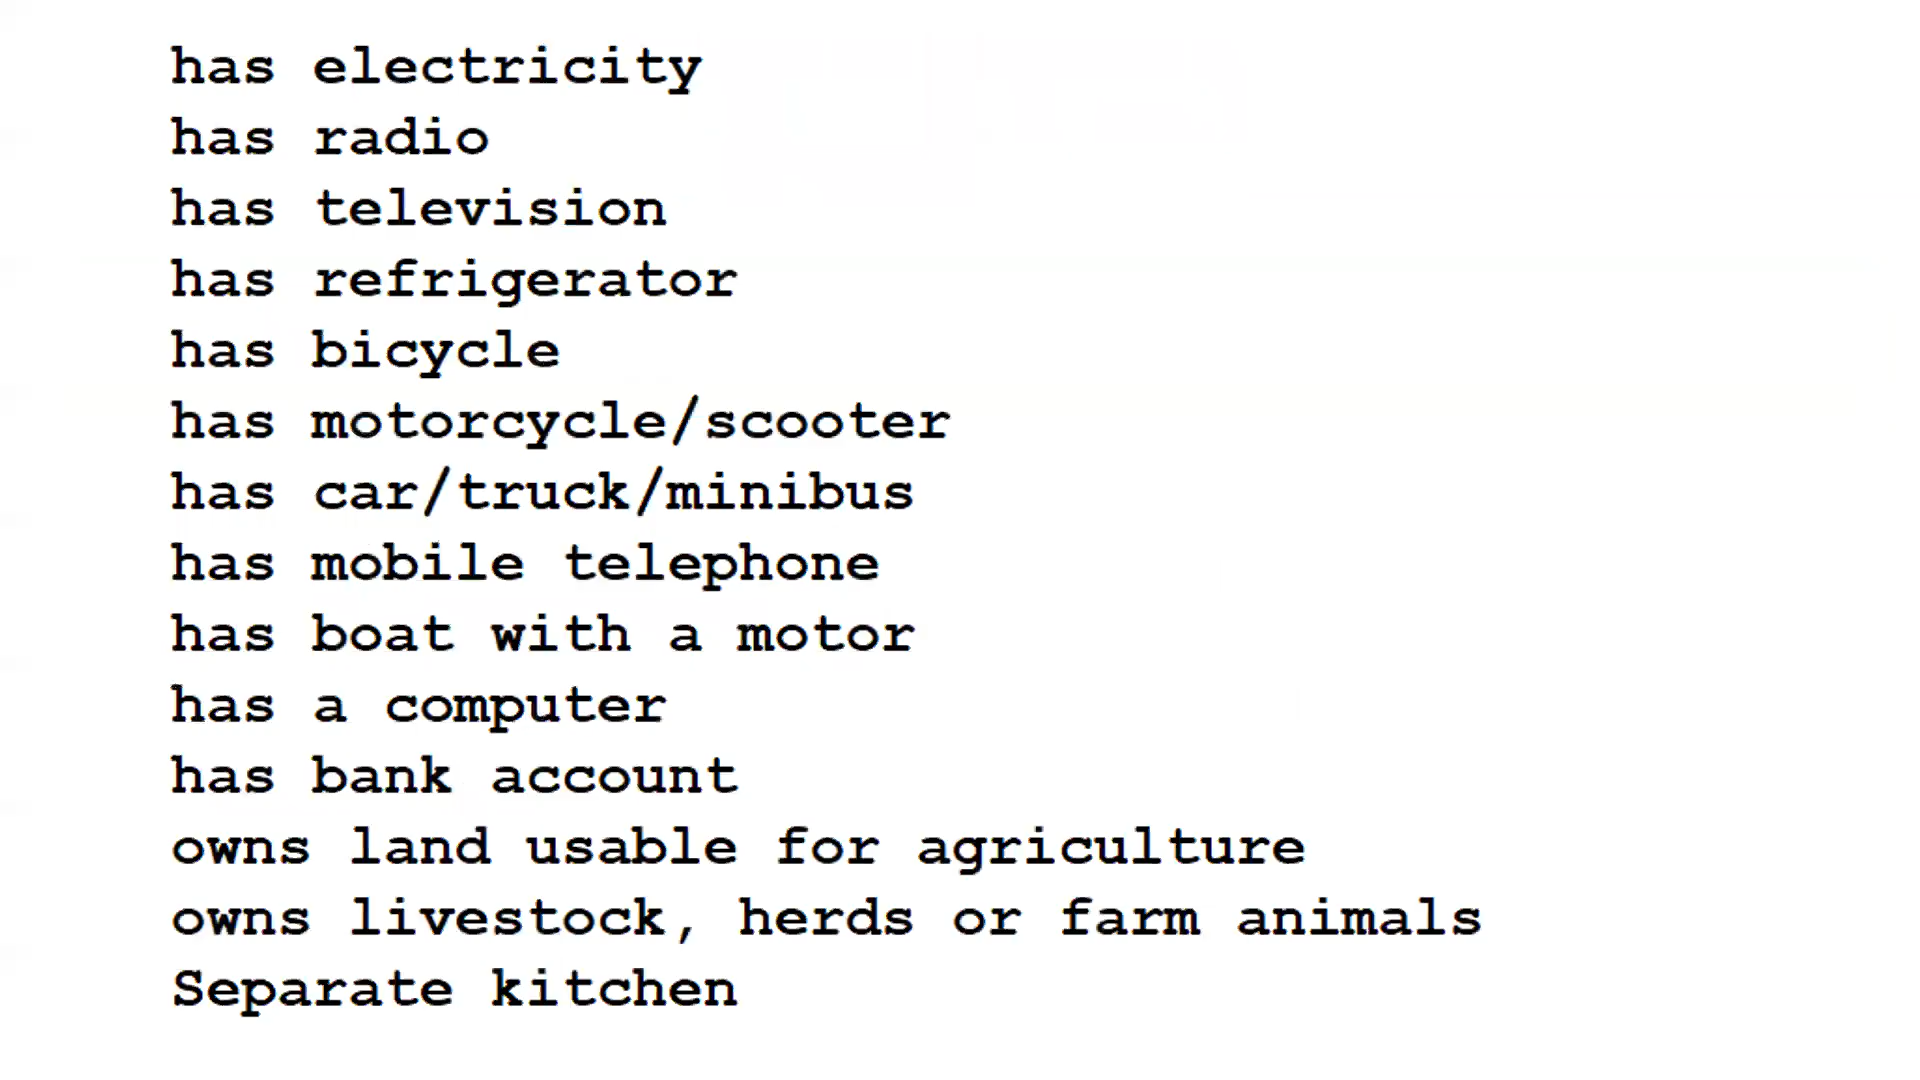 has electricity
has radio
has television
has refrigerator
has bicycle
has motorcycle/scooter
has car/truck/minibus
has mobile telephone
has boat with a motor
has a computer
has bank account
owns land usable for agriculture
owns livestock, herds or farm animals
Separate kitchen